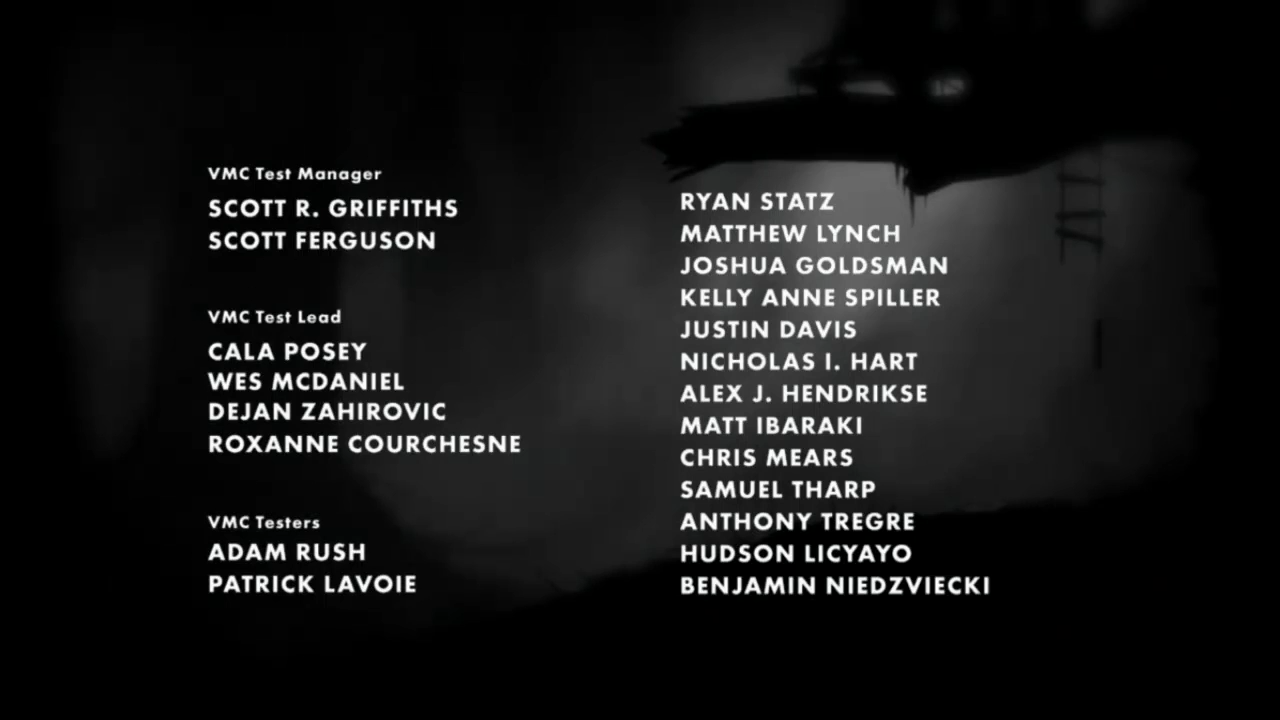 VMC Test Manager
SCOTT R. GRIFFITHS
SCOTT FERGUSON
VMC Test Lead
CALA POSEY
WES MCDANIEL
DEJAN ZAHIROVIC
ROXANNE COURCHESNE
VMC Testers
ADAM RUSH
PATRICK LAVOIE
RYAN STATZ
MATTHEW LYNCH
JOSHUA GOLDSMAN
KELLY ANNE SPILLER
JUSTIN DAVIS
NICHOLAS I. HART
ALEX J. HENDRIKSE
MATT IBARAKI
CHRIS MEARS
SAMUEL THARP
ANTHONY TREGRE
HUDSON LICYAYO
BENJAMIN NIEDZVIECKI